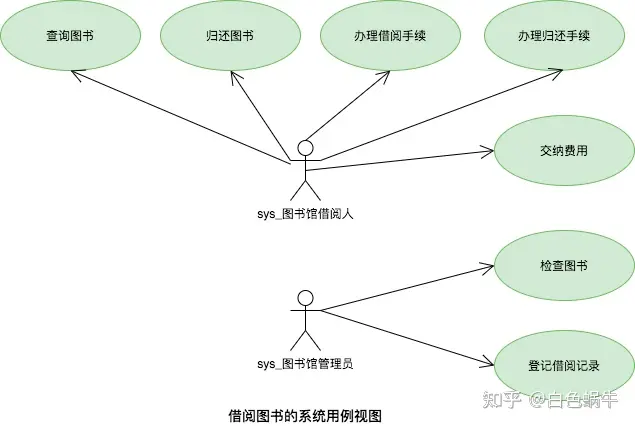 查询图书
归还图书
办理借阅手续
办理归还手续
交纳费用
sys_图书馆借阅人
检查图书
sys_图书馆管理员
登记借阅记录
知乎 @白色蜗牛
借阅图书的系统用例视图